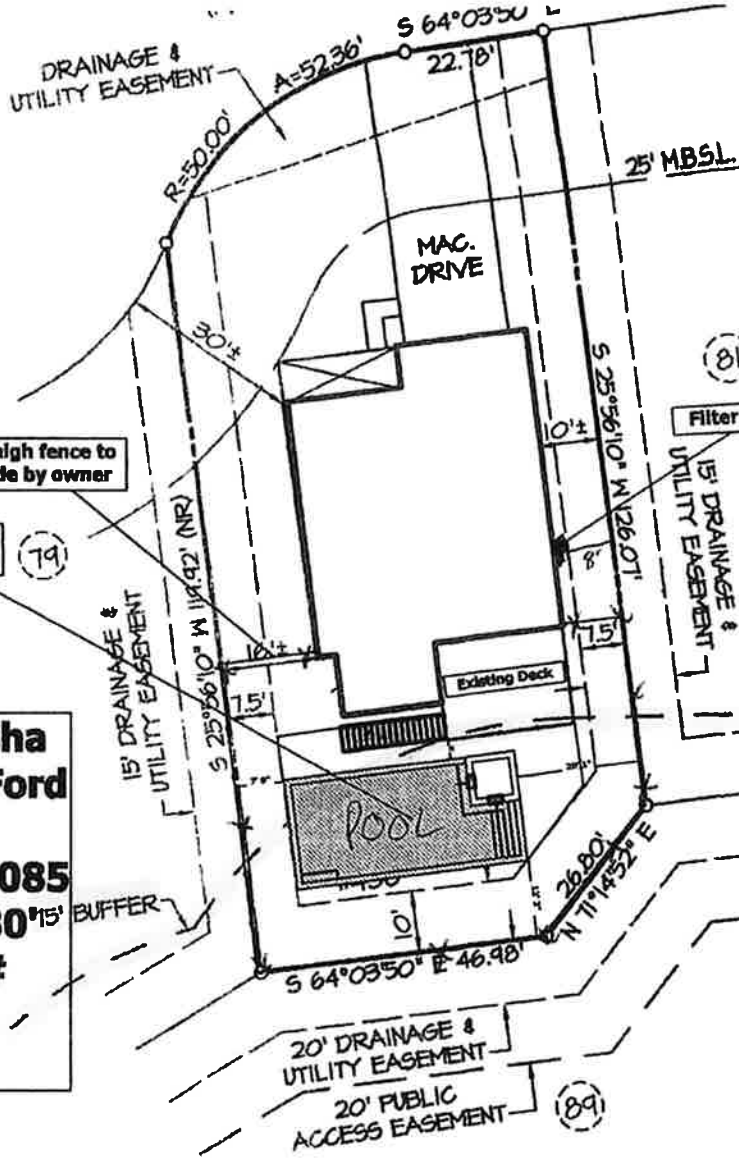 S 64°03'50" E
22.78'
DRAINAGE &
UTILITY EASEMENT
A=52.36'
R=50.00'
25' M.B.S.L.
MAC.
DRIVE
30'±
S 25°56'10" W 126.07'
10'±
8'
7.5'
Filter
15' DRAINAGE &
UTILITY EASEMENT
high fence to
de by owner
79
S 25°56'10" W 119.92' (NR)
15' DRAINAGE &
UTILITY EASEMENT
16'±
7.5'
Existing Deck
POOL
10'
26.80'
N 71°14'52" E
S 64°03'50" E 46.98'
ha
Ford
085
30
15' BUFFER
20' DRAINAGE &
UTILITY EASEMENT
20' PUBLIC
ACCESS EASEMENT
89